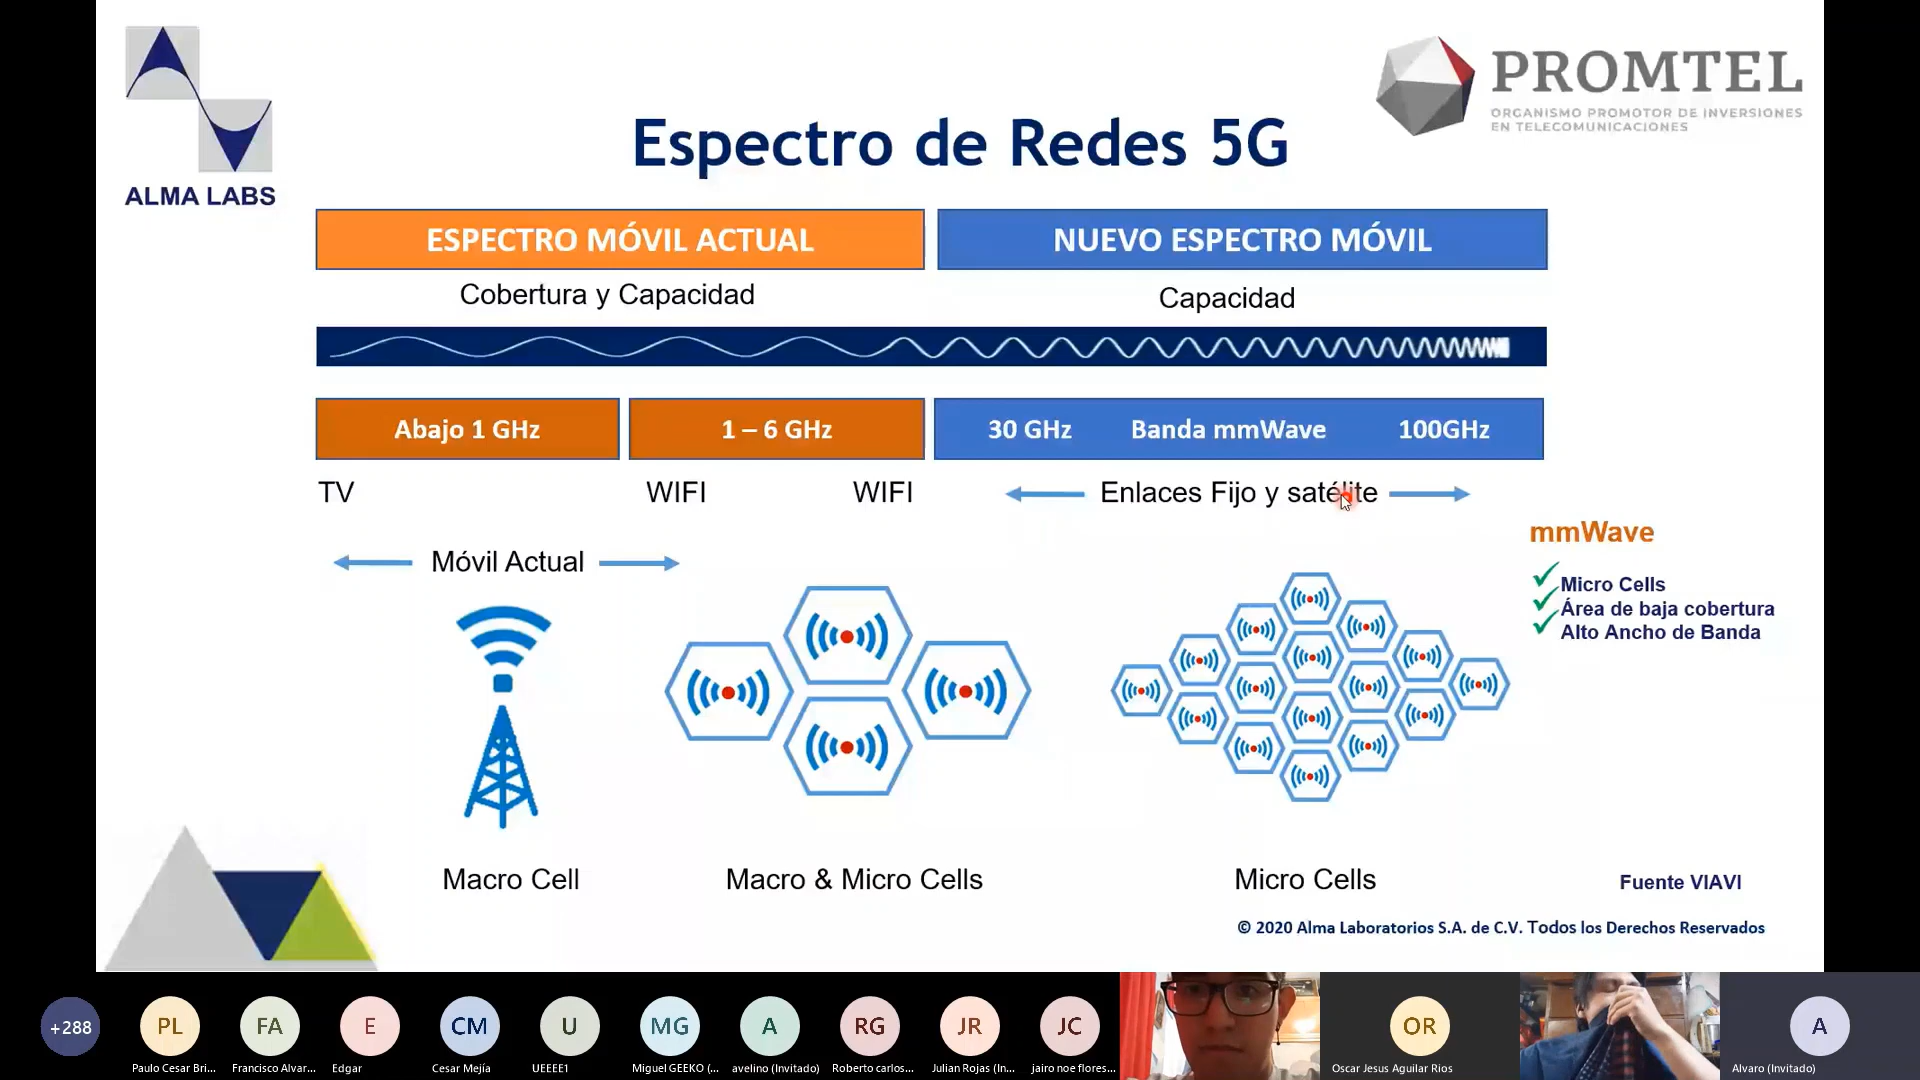 ALMA LABS
PROMTEL
ORGANISMO PROMOTOR DE INVERSIONES
EN TELECOMUNICACIONES
Espectro de Redes 5G
ESPECTRO MÓVIL ACTUAL
NUEVO ESPECTRO MÓVIL
Cobertura y Capacidad
Capacidad
Abajo 1 GHz
1 – 6 GHz
30 GHz Banda mmWave 100GHz
TV
WIFI
WIFI
Enlaces Fijo y satélite
mmWave
Móvil Actual
Micro Cells
Área de baja cobertura
Alto Ancho de Banda
Macro Cell
Macro & Micro Cells
Micro Cells
Fuente VIAVI
© 2020 Alma Laboratorios S.A. de C.V. Todos los Derechos Reservados
+288
PL
FA
E
CM
U
MG
A
RG
JR
JC
OR
A
Paulo Cesar Bri...
Francisco Alvar...
Edgar
Cesar Mejía
UEEEE1
Miguel GEEKO (...
avelino (Invitado)
Roberto carlos...
Julian Rojas (In...
jairo noe flores...
Oscar Jesus Aguilar Rios
Alvaro (Invitado)